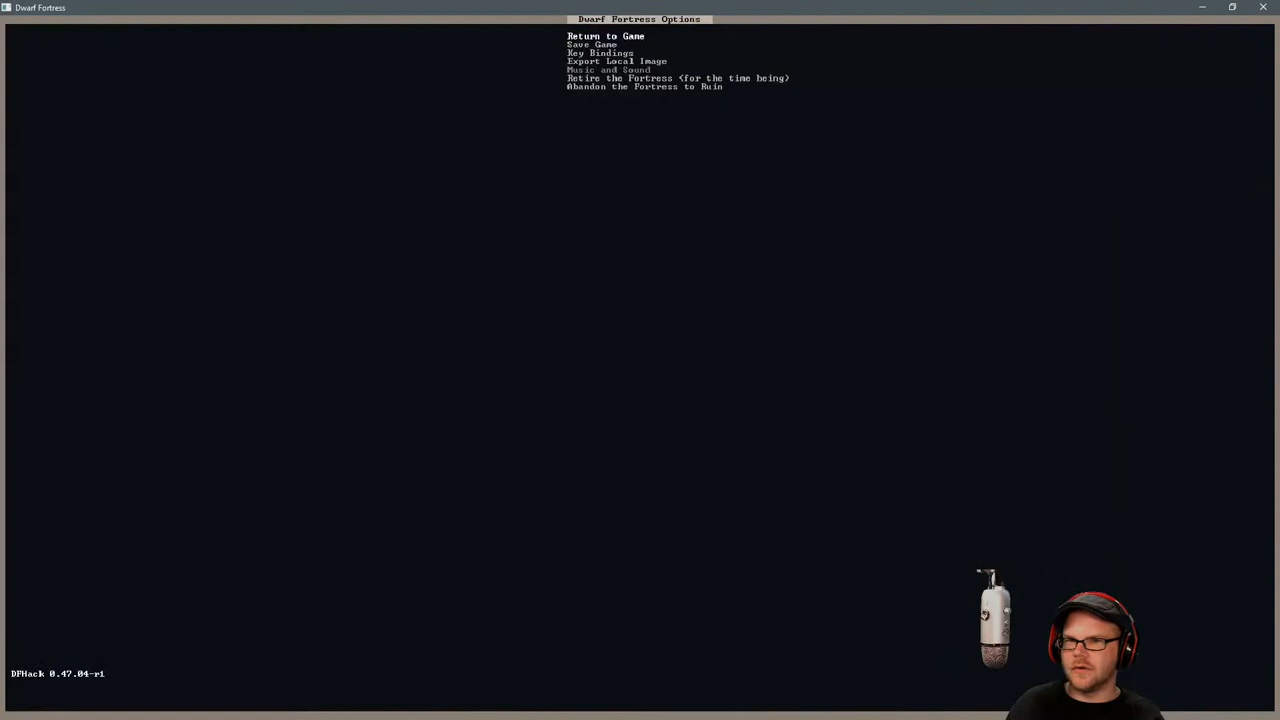 Dwarf Fortress
Dwarf Fortress Options
Return to Game
Save Game
Key Bindings
Export Local Image
Music and Sound
Retire the Fortress (for the time being)
Abandon the Fortress to Ruin
DFHack 0.47.04-r1